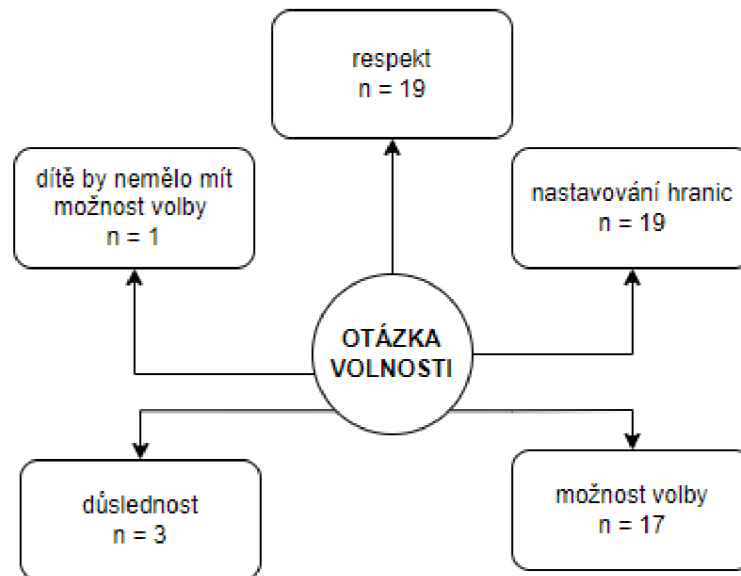 respekt
n = 19
dítě by nemělo mít
možnost volby
n = 1
nastavování hranic
n = 19
OTÁZKA
VOLNOSTI
důslednost
n = 3
možnost volby
n = 17